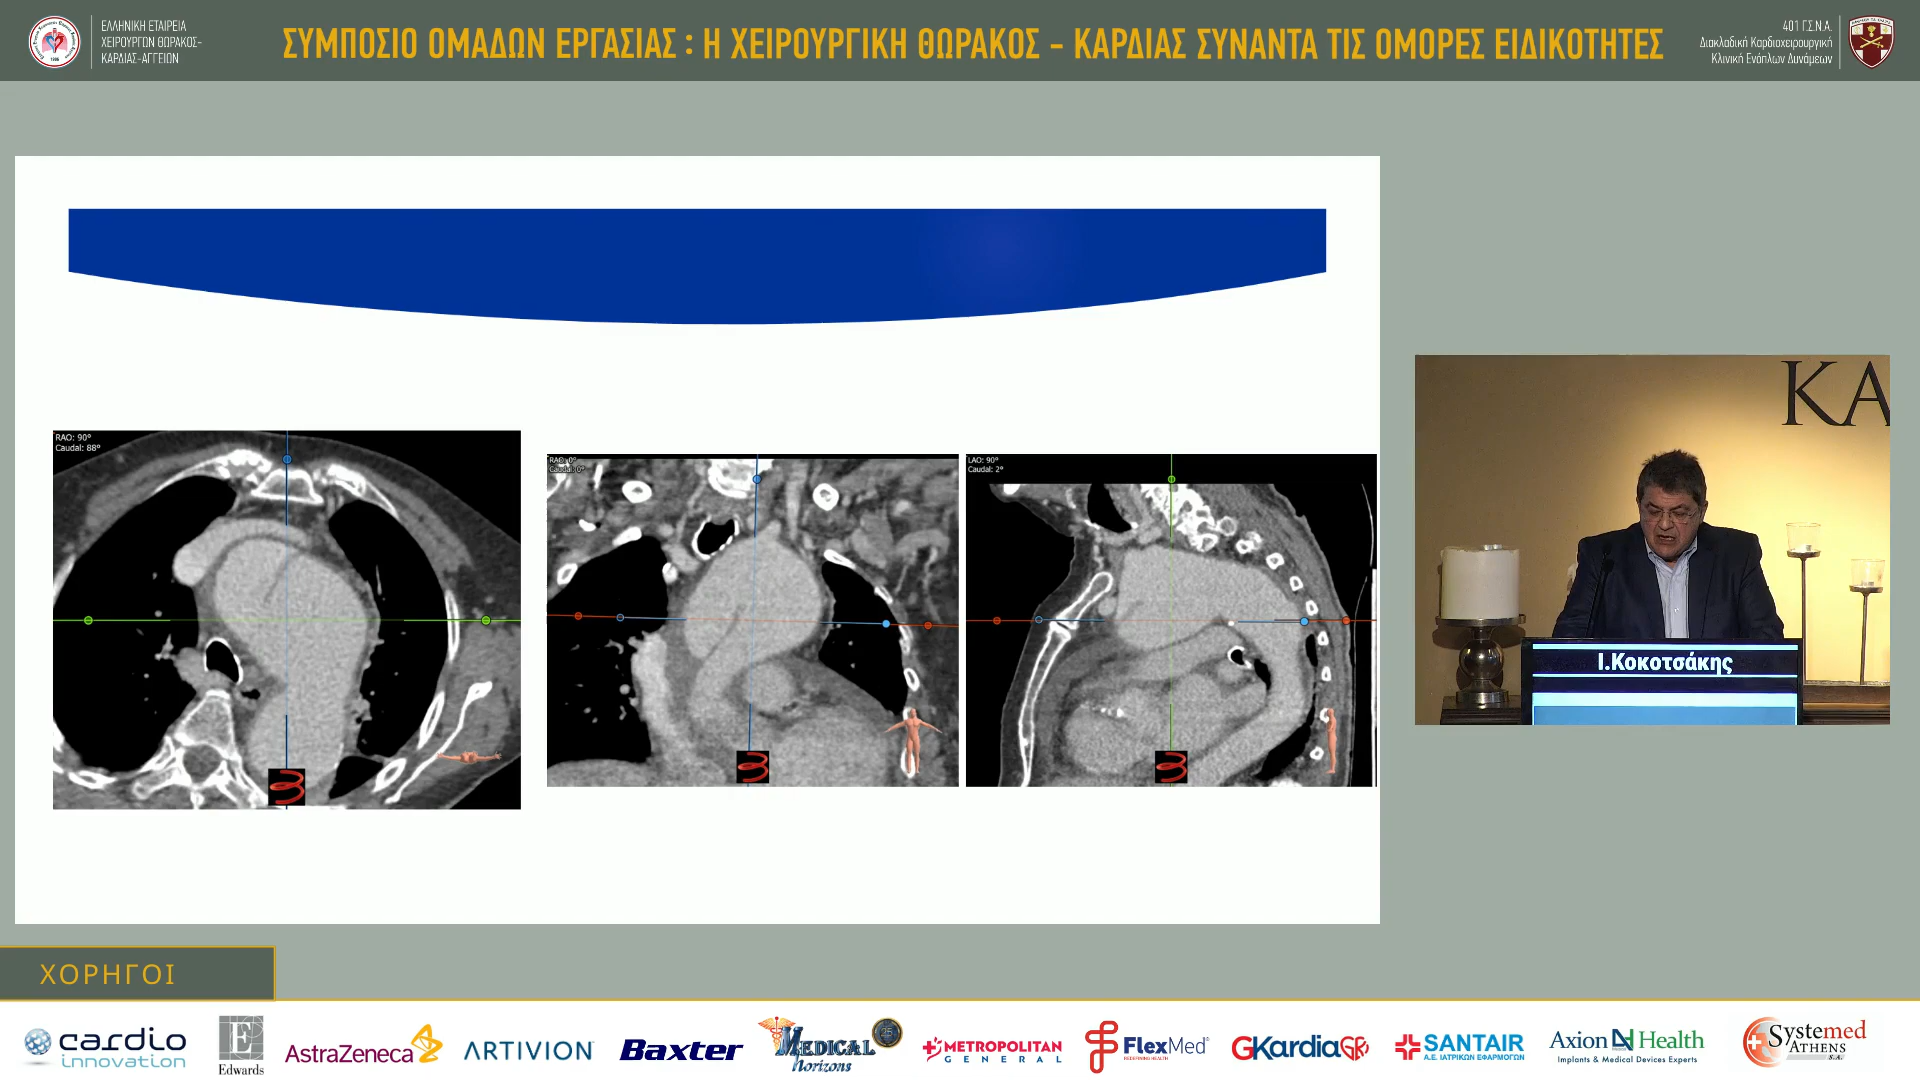 ΕΛΛΗΝΙΚΗ ΕΤΑΙΡΕΙΑ
ΧΕΙΡΟΥΡΓΩΝ ΘΩΡΑΚΟΣ-
ΚΑΡΔΙΑΣ-ΑΓΓΕΙΩΝ
ΣΥΜΠΟΣΙΟ ΟΜΑΔΩΝ ΕΡΓΑΣΙΑΣ : Η ΧΕΙΡΟΥΡΓΙΚΗ ΘΩΡΑΚΟΣ - ΚΑΡΔΙΑΣ ΣΥΝΑΝΤΑ ΤΙΣ ΟΜΟΡΕΣ ΕΙΔΙΚΟΤΗΤΕΣ
401 Γ.Σ.Ν.Α.
Διακλαδική Καρδιοχειρουργική
Κλινική Ενόπλων Δυνάμεων
RAO: 90°
Caudal: 88°
RAO: 0°
Caudal: 0°
LAO: 90°
Caudal: 2°
ΚΑ
Ι.Κοκοτσάκης
ΧΟΡΗΓΟΙ
cardio
innovation
E
Edwards
AstraZeneca
ARTIVION
Baxter
MEDICAL
Horizons
METROPOLITAN
GENERAL
FlexMed
REDEFINING HEALTH
GKardiaGR
SANTAIR
Α.Ε. ΙΑΤΡΙΚΩΝ ΕΦΑΡΜΟΓΩΝ
Axion Health
Implants & Medical Devices Experts
Systemed
ATHENS
S.A.